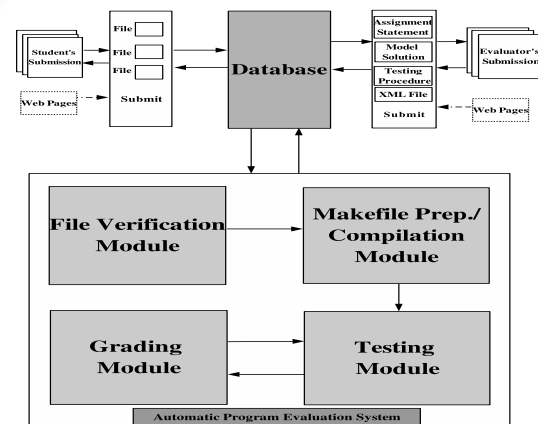 File
File
File
Submit
Student's
Submission
Web Pages
Database
Assignment
Statement
Model
Solution
Testing
Procedure
XML File
Submit
Evaluator's
Submission
Web Pages
File Verification
Module
Makefile Prep./
Compilation
Module
Grading
Module
Testing
Module
Automatic Program Evaluation System